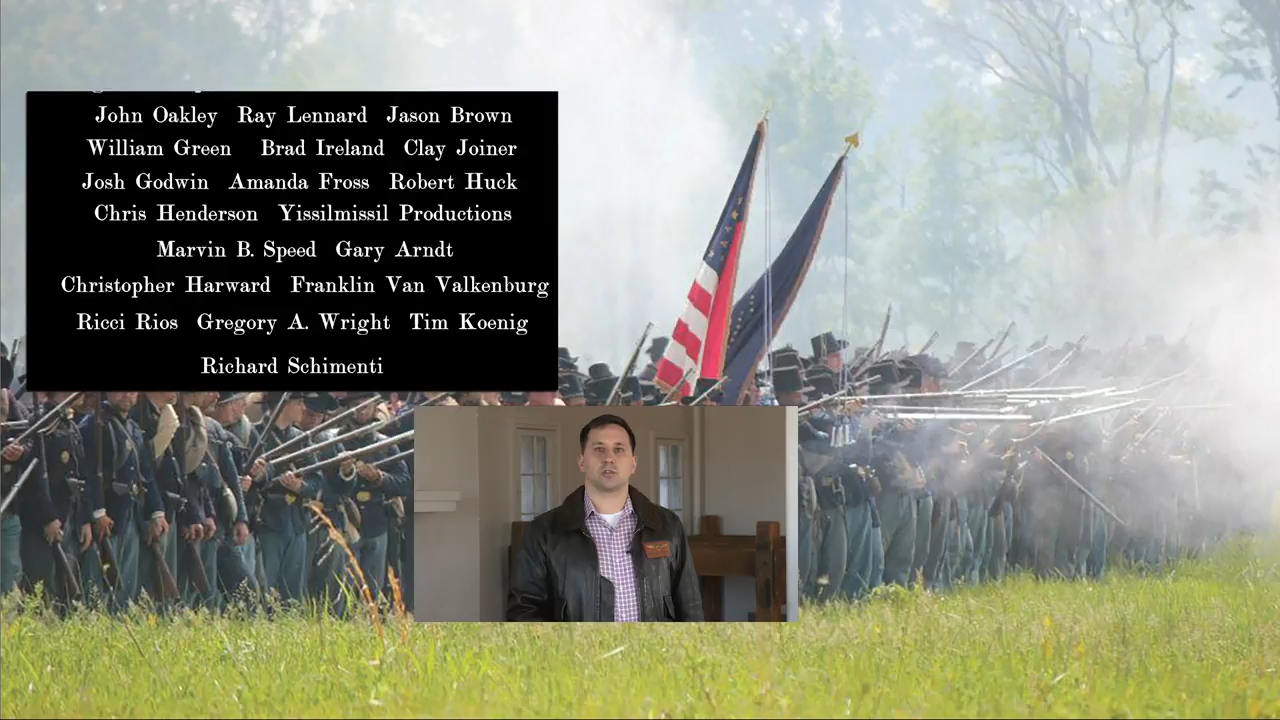 John Oakley Ray Lennard Jason Brown
William Green Brad Ireland Clay Joiner
Josh Godwin Amanda Fross Robert Huck
Chris Henderson Yissilmissil Productions
Marvin B. Speed Gary Arndt
Christopher Harward Franklin Van Valkenburg
Ricci Rios Gregory A. Wright Tim Koenig
Richard Schimenti